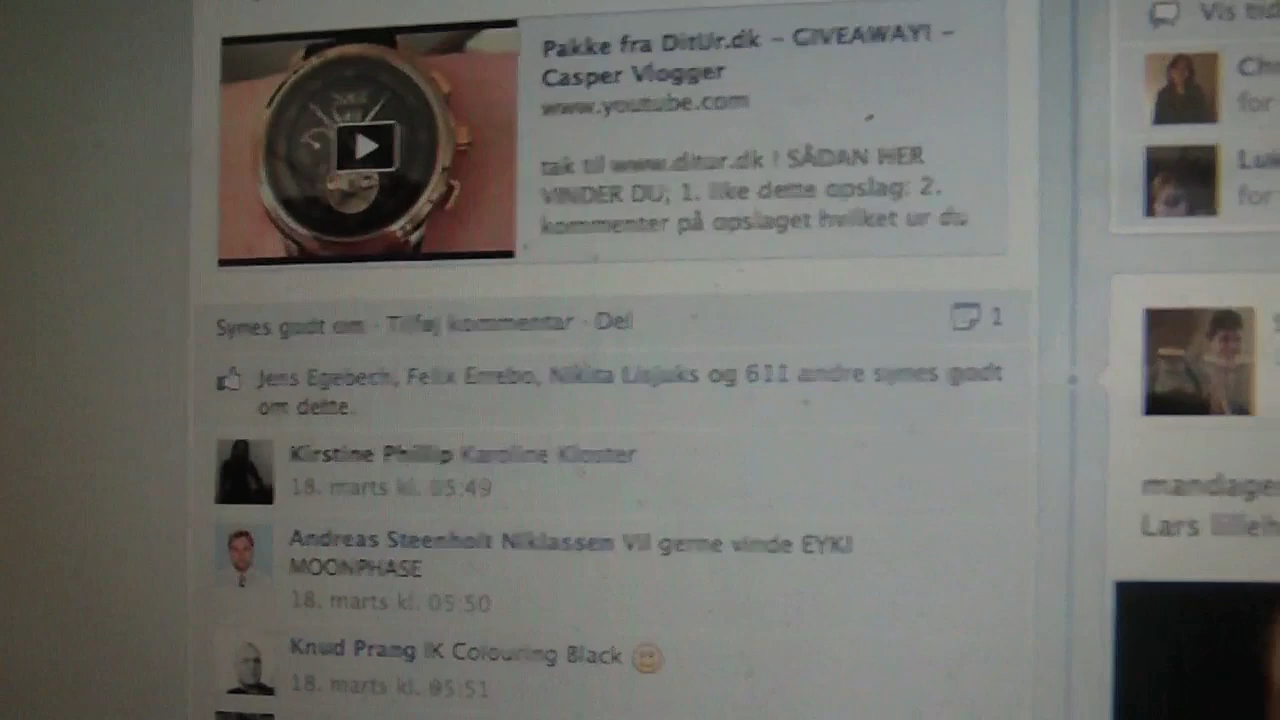 Pakke fra DitUr.dk - GIVEAWAY! -
Casper Vlogger
www.youtube.com
tak til www.ditur.dk ! SÅDAN HER
VINDER DU; 1. like dette opslag: 2.
kommenter på opslaget hvilket ur du
Synes godt om · Tilføj kommentar · Del
1
Jens Egebech, Felix Errebo, Nikita Lisjuks og 611 andre synes godt
om dette.
Kirstine Phillip Karoline Kloster
18. marts kl. 05:49
Andreas Steenholt Niklassen Vil gerne vinde EYKI
MOONPHASE
18. marts kl. 05:50
Knud Prang IK Colouring Black
18. marts kl. 05:51
Vis
for
for
Lars